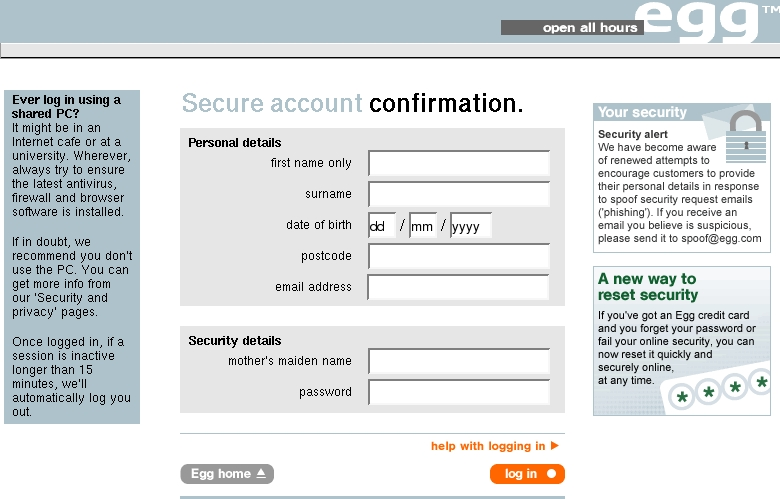 open all hours
egg™
Ever log in using a
shared PC?
It might be in an
Internet cafe or at a
university. Wherever,
always try to ensure
the latest antivirus,
firewall and browser
software is installed.
If in doubt, we
recommend you don't
use the PC. You can
get more info from
our 'Security and
privacy' pages.
Once logged in, if a
session is inactive
longer than 15
minutes, we'll
automatically log you
out.
Secure account confirmation.
Personal details
first name only
surname
date of birth dd / mm / yyyy
postcode
email address
Security details
mother's maiden name
password
help with logging in
Egg home
log in
Your security
Security alert
We have become aware
of renewed attempts to
encourage customers to provide
their personal details in response
to spoof security request emails
('phishing'). If you receive an
email you believe is suspicious,
please send it to spoof@egg.com
A new way to
reset security
If you've got an Egg credit card
and you forget your password or
fail your online security, you can
now reset it quickly and
securely online,
at any time.
* * * *